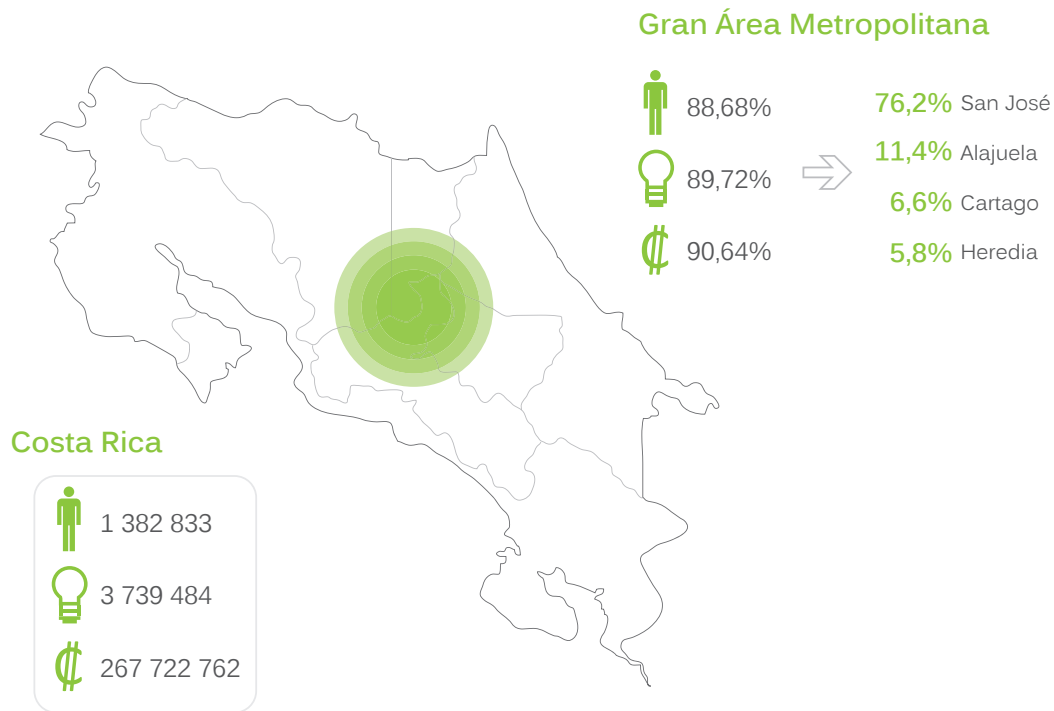 Gran Área Metropolitana
88,68%
89,72%
90,64%
76,2% San José
11,4% Alajuela
6,6% Cartago
5,8% Heredia
Costa Rica
1 382 833
3 739 484
₡ 267 722 762